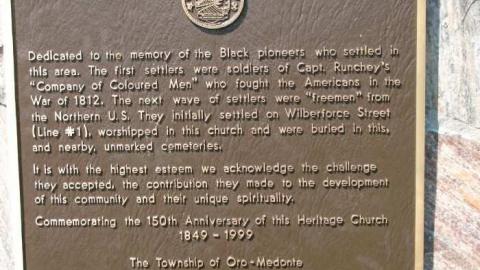 Dedicated to the memory of the Black pioneers who settled in
this area. The first settlers were soldiers of Capt. Runchey's
"Company of Coloured Men" who fought the Americans in the
War of 1812. The next wave of settlers were "freemen" from
the Northern U.S. They initially settled on Wilberforce Street
(Line #1), worshipped in this church and were buried in this,
and nearby, unmarked cemeteries.
It is with the highest esteem we acknowledge the challenge
they accepted, the contribution they made to the development
of this community and their unique spirituality.
Commemorating the 150th Anniversary of this Heritage Church
1849 - 1999
The Township of Oro-Medonte